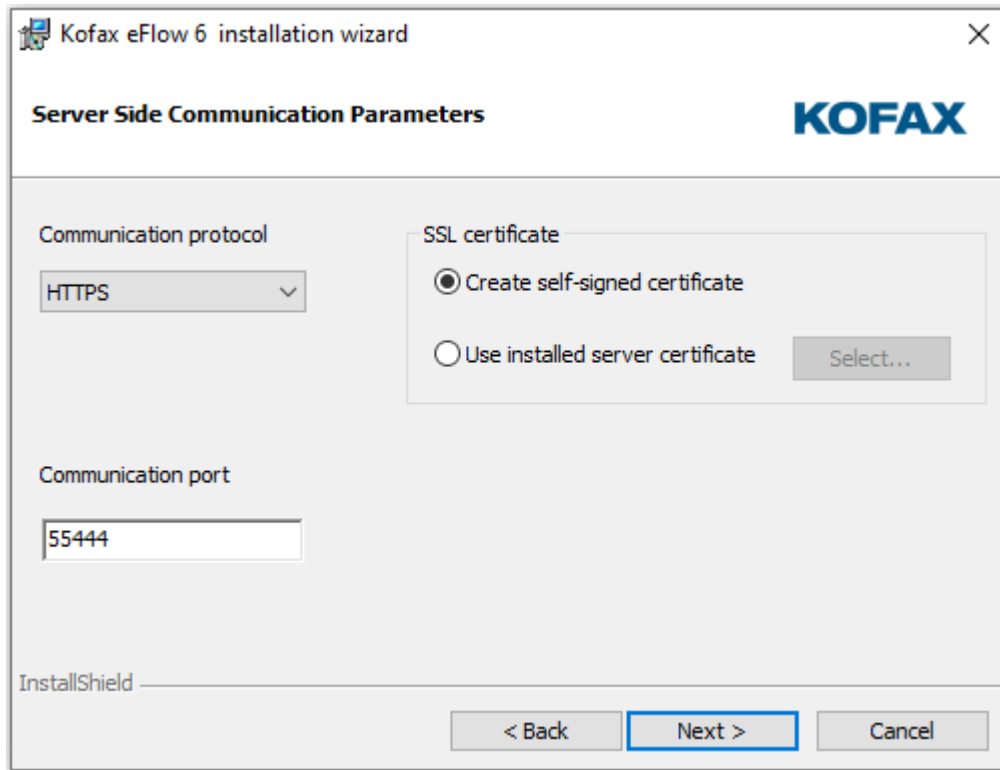 Kofax eFlow 6 installation wizard
Server Side Communication Parameters
KOFAX
Communication protocol
HTTPS
SSL certificate
Create self-signed certificate
Use installed server certificate
Select...
Communication port
55444
InstallShield
< Back
Next >
Cancel